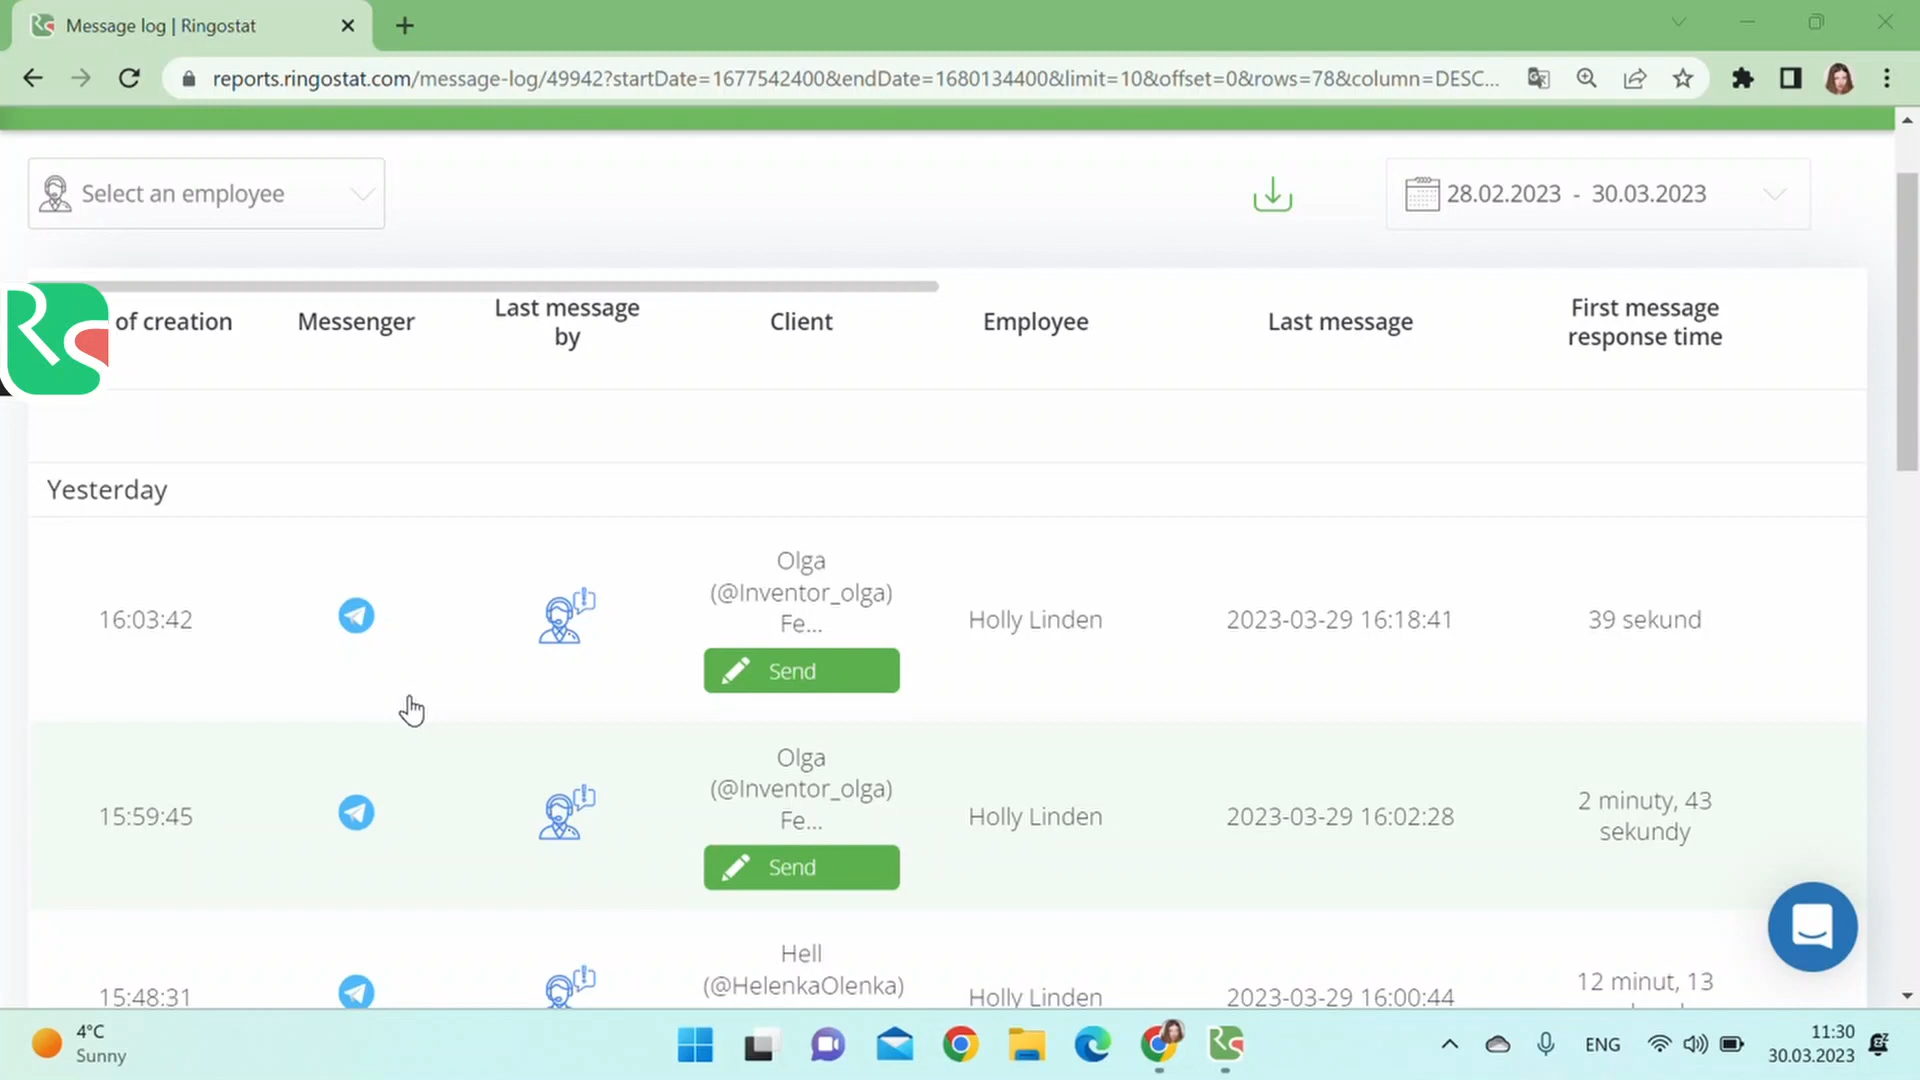 Message log | Ringostat
reports.ringostat.com/message-log/49942?startDate=1677542400&endDate=1680134400&limit=10&offset=0&rows=78&column=DESC...
Select an employee
28.02.2023 - 30.03.2023
of creation
Messenger
Last message
by
Client
Employee
Last message
First message
response time
Yesterday
16:03:42
Olga
(@Inventor_olga)
Fe...
Send
Holly Linden
2023-03-29 16:18:41
39 sekund
15:59:45
Olga
(@Inventor_olga)
Fe...
Send
Holly Linden
2023-03-29 16:02:28
2 minuty, 43
sekundy
15:48:31
Hell
(@HelenkaOlenka)
Holly Linden
2023-03-29 16:00:44
12 minut, 13
4°C
Sunny
ENG
11:30
30.03.2023